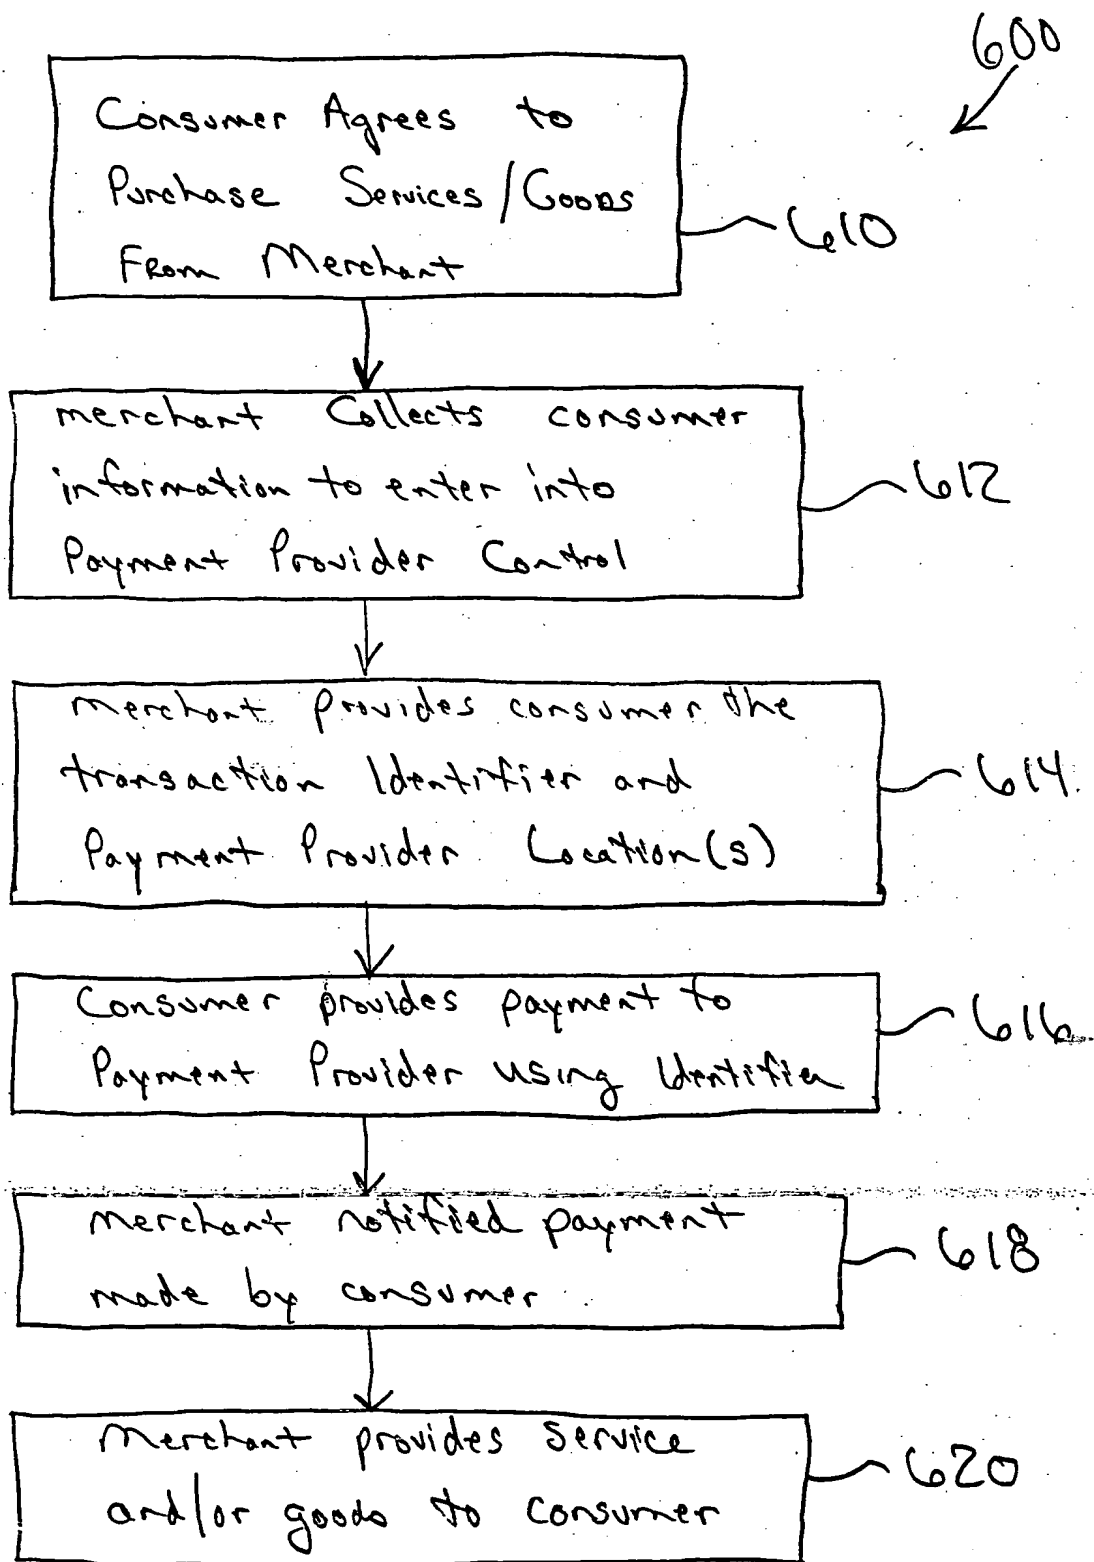 600
Consumer Agrees to
Purchase Services/Goods
From Merchant
610
merchant Collects consumer
information to enter into
Payment Provider Control
612
merchant provides consumer the
transaction Identifier and
Payment Provider Location(s)
614
Consumer provides payment to
Payment Provider using Identifier
616
merchant notified payment
made by consumer
618
Merchant provides service
and/or goods to consumer
620